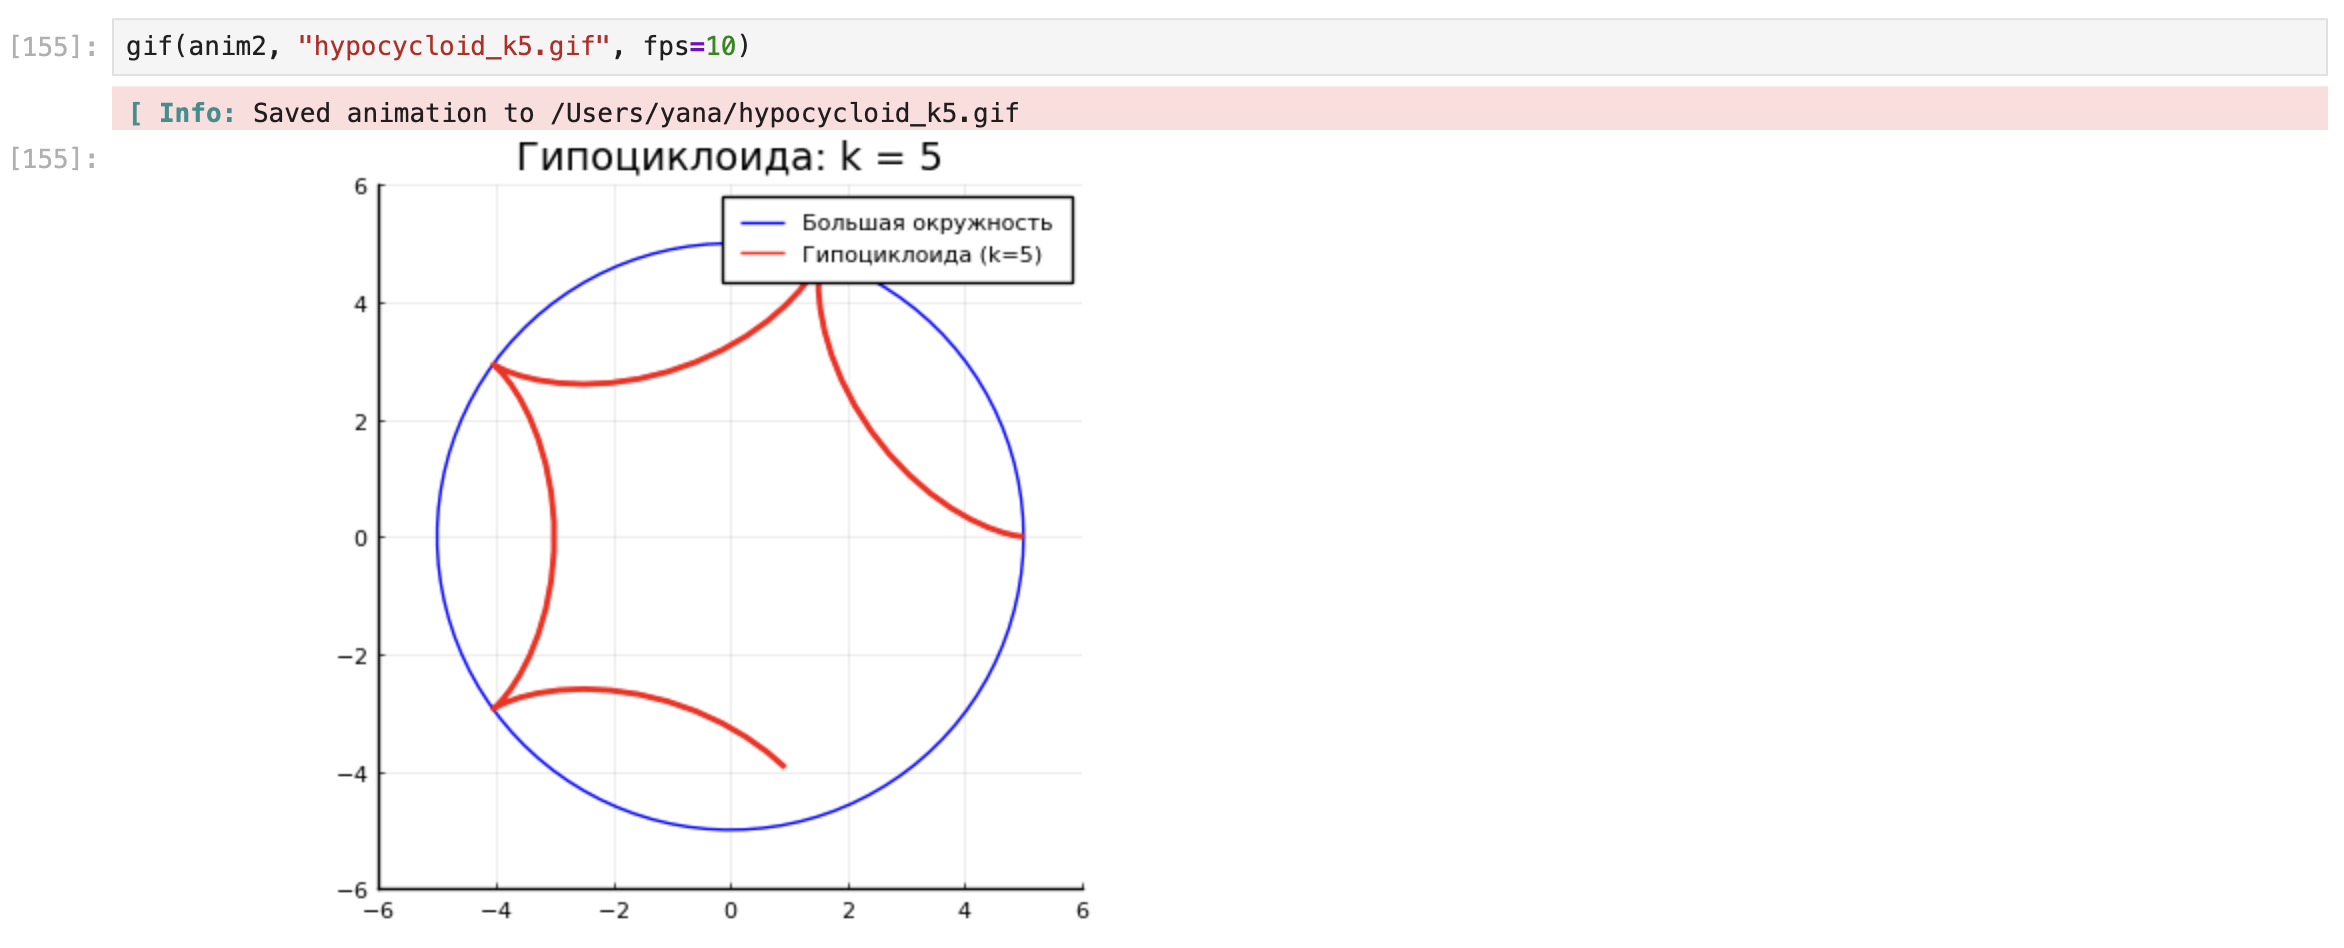 [155]: gif(anim2, "hypocycloid_k5.gif", fps=10)
[ Info: Saved animation to /Users/yana/hypocycloid_k5.gif
[155]:
Гипоциклоида: k = 5
Большая окружность
Гипоциклоида (k=5)
6
4
2
0
−2
−4
−6
−6 −4 −2 0 2 4 6